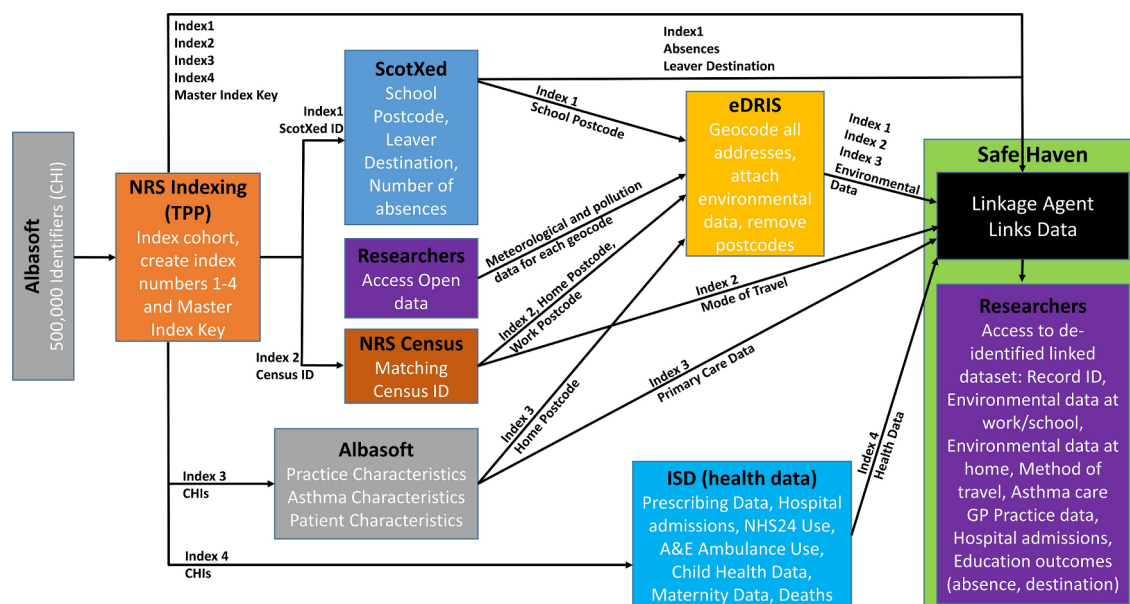 Index1
Index2
Index3
Index4
Master Index Key
Index1
Absences
Leaver Destination
Albasoft
500,000 Identifiers (CHI)
NRS Indexing
(TPP)
Index cohort,
create index
numbers 1-4
and Master
Index Key
Index1
ScotXed ID
ScotXed
School
Postcode,
Leaver
Destination,
Number of
absences
Index 1
School Postcode
Researchers
Access Open
data
Meteorological and pollution
data for each geocode
Index 2
Census ID
NRS Census
Matching
Census ID
Index 2, Home Postcode,
Work Postcode
Index 2
Mode of Travel
Index 3
CHIs
Albasoft
Practice Characteristics
Asthma Characteristics
Patient Characteristics
Index 3
Home Postcode
Index 3
Primary Care Data
Index 4
CHIs
ISD (health data)
Prescribing Data, Hospital
admissions, NHS24 Use,
A&E Ambulance Use,
Child Health Data,
Maternity Data, Deaths
Index 4
Health Data
eDRIS
Geocode all
addresses,
attach
environmental
data, remove
postcodes
Index 1
Index 2
Index 3
Environmental
Data
Safe Haven
Linkage Agent
Links Data
Researchers
Access to de-
identified linked
dataset: Record ID,
Environmental data at
work/school,
Environmental data at
home, Method of
travel, Asthma care
GP Practice data,
Hospital admissions,
Education outcomes
(absence, destination)